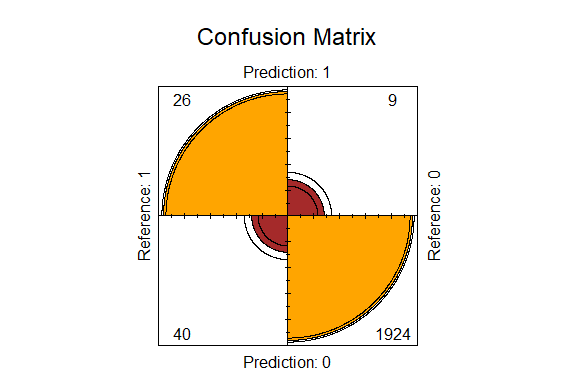 Confusion Matrix
Prediction: 1
26
9
Reference: 1
Reference: 0
40
1924
Prediction: 0